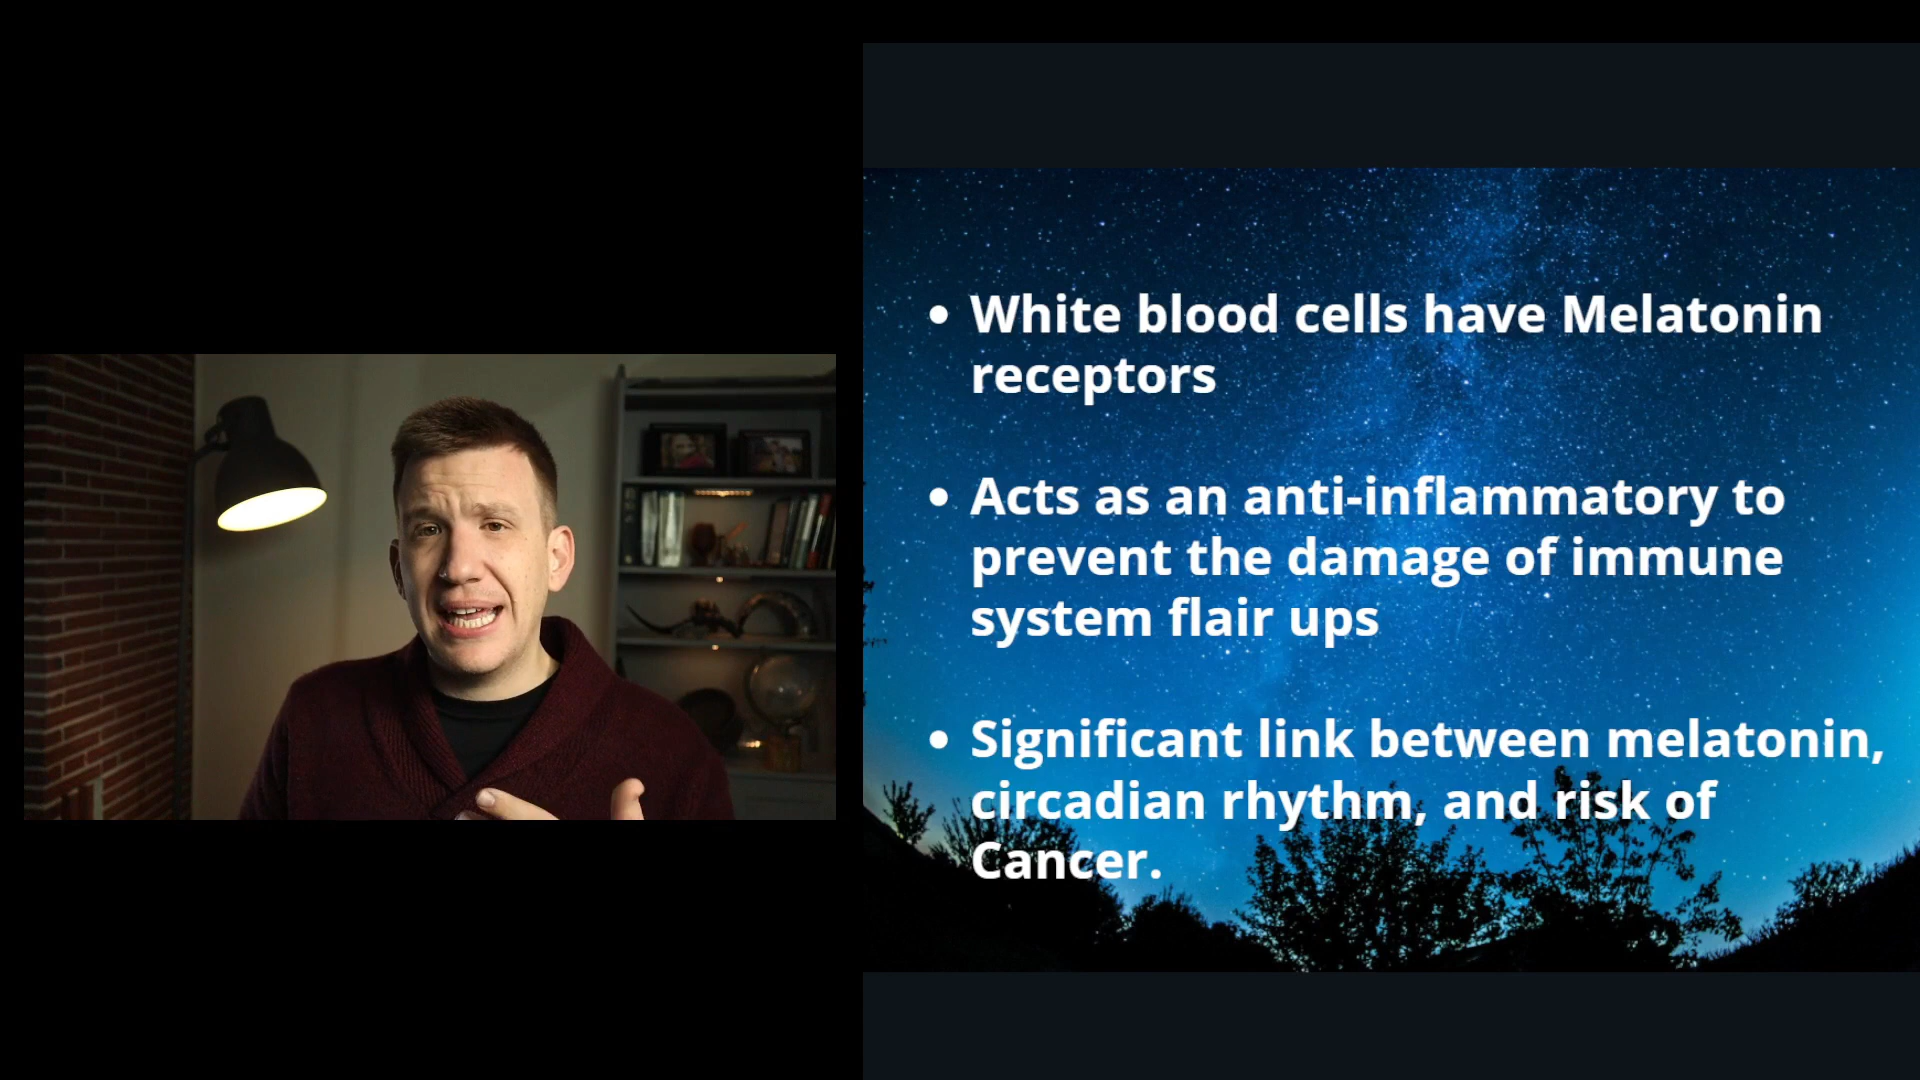 • White blood cells have Melatonin
receptors
• Acts as an anti-inflammatory to
prevent the damage of immune
system flair ups
• Significant link between melatonin,
circadian rhythm, and risk of
Cancer.